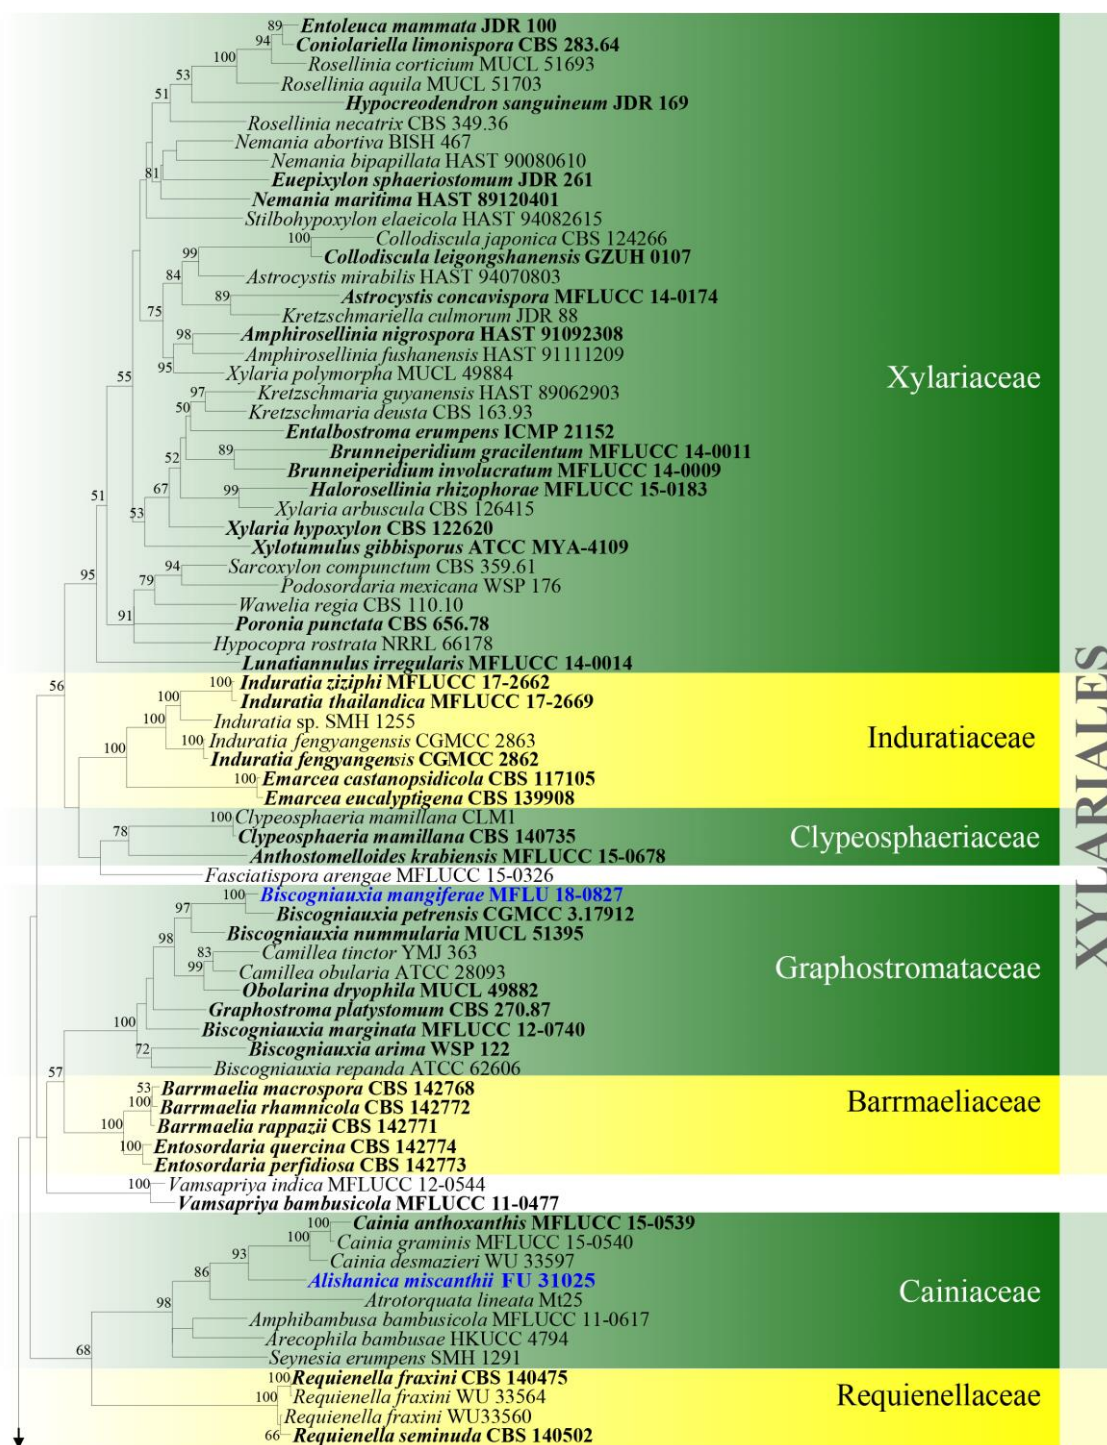 89
Entoleuca mammata JDR 100
94
Coniolariella limonispora CBS 283.64
100
Rosellinia corticium MUCL 51693
53
Rosellinia aquila MUCL 51703
51
Hypocreodendron sanguineum JDR 169
Rosellinia necatrix CBS 349.36
Nemania abortiva BISH 467
Nemania bipapillata HAST 90080610
81
Euepixylon sphaeriostomum JDR 261
Nemania maritima HAST 89120401
Stilbohypoxylon elaeicola HAST 94082615
100
Collodiscula japonica CBS 124266
99
Collodiscula leigongshanensis GZUH 0107
84
Astrocystis mirabilis HAST 94070803
89
Astrocystis concavispora MFLUCC 14-0174
75
Kretzschmariella culmorum JDR 88
98
Amphirosellinia nigrospora HAST 91092308
Amphirosellinia fushanensis HAST 91111209
95
Xylaria polymorpha MUCL 49884
55
Xylariaceae
97
Kretzschmaria guyanensis HAST 89062903
50
Kretzschmaria deusta CBS 163.93
Entalbostroma erumpens ICMP 21152
89
Brunneiperidium gracilentum MFLUCC 14-0011
52
Brunneiperidium involucratum MFLUCC 14-0009
99
Halorosellinia rhizophorae MFLUCC 15-0183
67
Xylaria arbuscula CBS 126415
51
53
Xylaria hypoxylon CBS 122620
Xylotumulus gibbisporus ATCC MYA-4109
94
Sarcoxylon compunctum CBS 359.61
95
79
Podosordaria mexicana WSP 176
Wawelia regia CBS 110.10
91
Poronia punctata CBS 656.78
Hypocopra rostrata NRRL 66178
Lunatiannulus irregularis MFLUCC 14-0014
56
100
Induratia ziziphi MFLUCC 17-2662
100
Induratia thailandica MFLUCC 17-2669
100
Induratia sp. SMH 1255
Induratiaceae
100
Induratia fengyangensis CGMCC 2863
100
Induratia fengyangensis CGMCC 2862
100
Emarcea castanopsidicola CBS 117105
Emarcea eucalyptigena CBS 139908
100
Clypeosphaeria mamillana CLM1
78
Clypeosphaeria mamillana CBS 140735
Clypeosphaeriaceae
Anthostomelloides krabiensis MFLUCC 15-0678
Fasciatispora arengae MFLUCC 15-0326
XYLARIALES
100
Biscogniauxia mangiferae MFLU 18-0827
97
Biscogniauxia petrensis CGMCC 3.17912
98
Biscogniauxia nummularia MUCL 51395
83
Camillea tinctor YMJ 363
99
Camillea obularia ATCC 28093
Graphostromataceae
Obolarina dryophila MUCL 49882
Graphostroma platystomum CBS 270.87
100
Biscogniauxia marginata MFLUCC 12-0740
72
Biscogniauxia arima WSP 122
Biscogniauxia repanda ATCC 62606
57
53
Barrmaelia macrospora CBS 142768
100
Barrmaelia rhamnicola CBS 142772
Barrmaeliaceae
100
Barrmaelia rappazii CBS 142771
100
Entosordaria quercina CBS 142774
Entosordaria perfidiosa CBS 142773
100
Vamsapriya indica MFLUCC 12-0544
Vamsapriya bambusicola MFLUCC 11-0477
100
Cainia anthoxanthis MFLUCC 15-0539
100
Cainia graminis MFLUCC 15-0540
93
Cainia desmazieri WU 33597
86
Alishanica miscanthii FU 31025
Cainiaceae
Atrotorquata lineata Mt25
98
Amphibambusa bambusicola MFLUCC 11-0617
Arecophila bambusae HKUCC 4794
68
Seynesia erumpens SMH 1291
100
Requienella fraxini CBS 140475
100
Requienella fraxini WU 33564
Requienellaceae
Requienella fraxini WU33560
66
Requienella seminuda CBS 140502